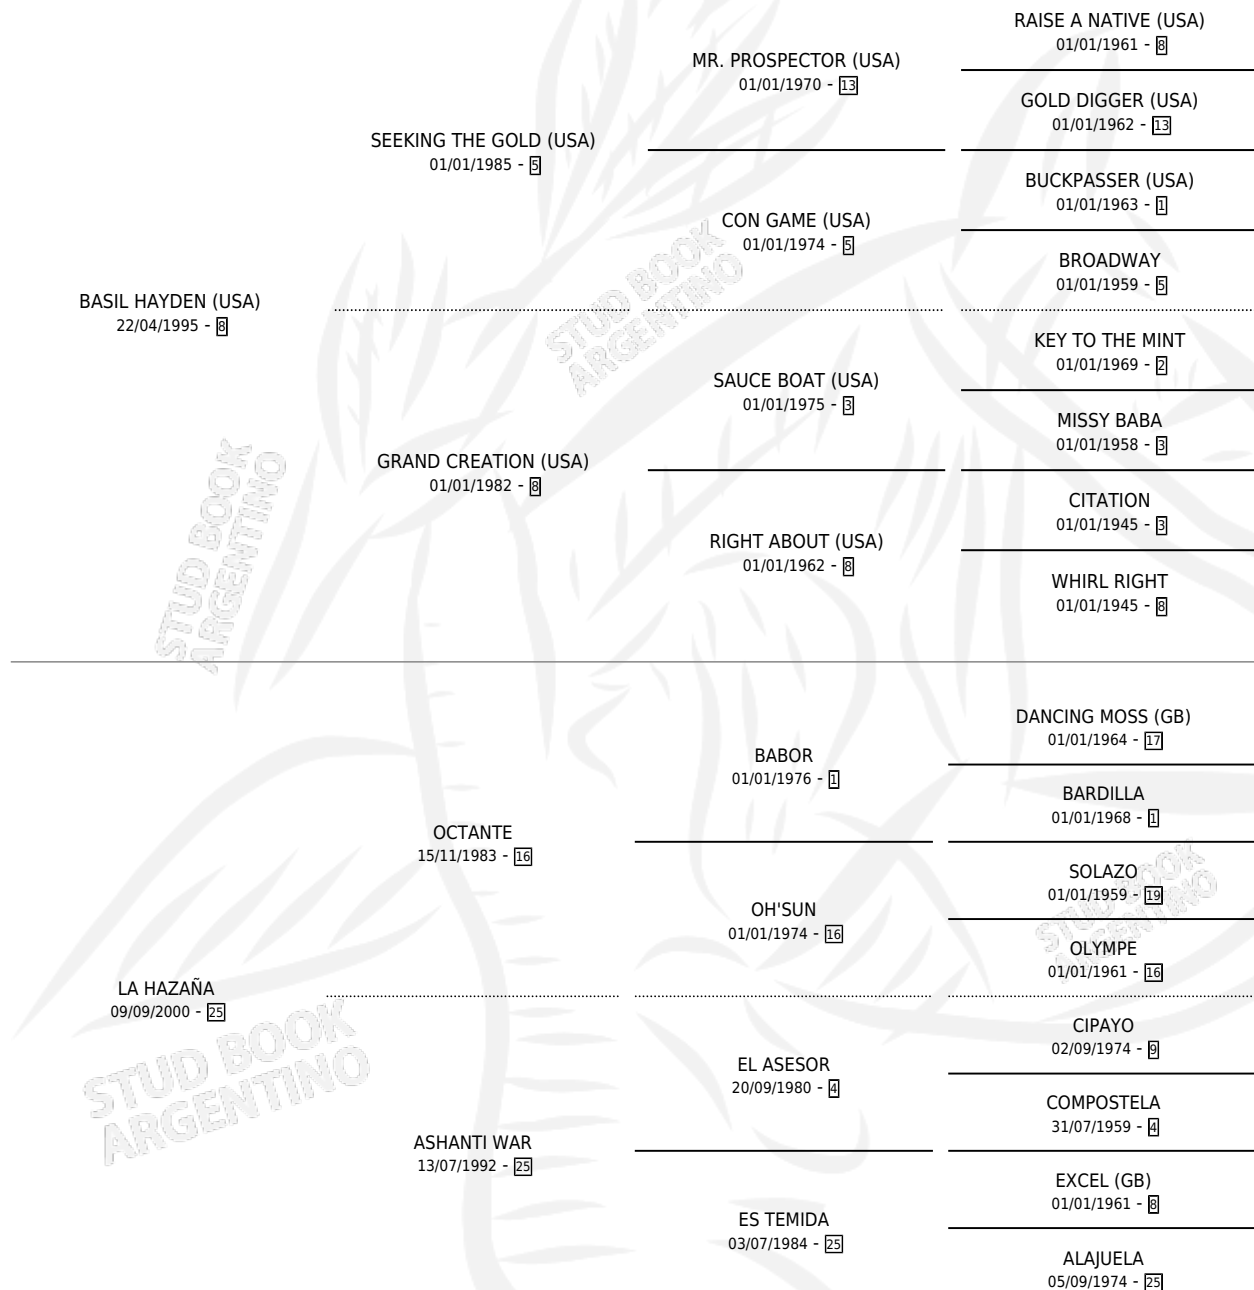 RAISE A NATIVE (USA)
01/01/1961 - 8
MR. PROSPECTOR (USA)
01/01/1970 - 13
GOLD DIGGER (USA)
01/01/1962 - 13
SEEKING THE GOLD (USA)
01/01/1985 - 5
BUCKPASSER (USA)
01/01/1963 - 1
CON GAME (USA)
01/01/1974 - 5
BROADWAY
01/01/1959 - 5
BASIL HAYDEN (USA)
22/04/1995 - 8
KEY TO THE MINT
01/01/1969 - 2
SAUCE BOAT (USA)
01/01/1975 - 3
MISSY BABA
01/01/1958 - 3
GRAND CREATION (USA)
01/01/1982 - 8
CITATION
01/01/1945 - 3
RIGHT ABOUT (USA)
01/01/1962 - 8
WHIRL RIGHT
01/01/1945 - 8
DANCING MOSS (GB)
01/01/1964 - 17
BABOR
01/01/1976 - 1
BARDILLA
01/01/1968 - 1
OCTANTE
15/11/1983 - 16
SOLAZO
01/01/1959 - 19
OH'SUN
01/01/1974 - 16
OLYMPE
01/01/1961 - 16
LA HAZAÑA
09/09/2000 - 25
CIPAYO
02/09/1974 - 9
EL ASESOR
20/09/1980 - 4
COMPOSTELA
31/07/1959 - 4
ASHANTI WAR
13/07/1992 - 25
EXCEL (GB)
01/01/1961 - 8
ES TEMIDA
03/07/1984 - 25
ALAJUELA
05/09/1974 - 25
STUD BOOK
ARGENTINO
STUD BOOK
ARGENTINO
STUD BOOK
ARGENTINO
STUD BOOK
ARGENTINO